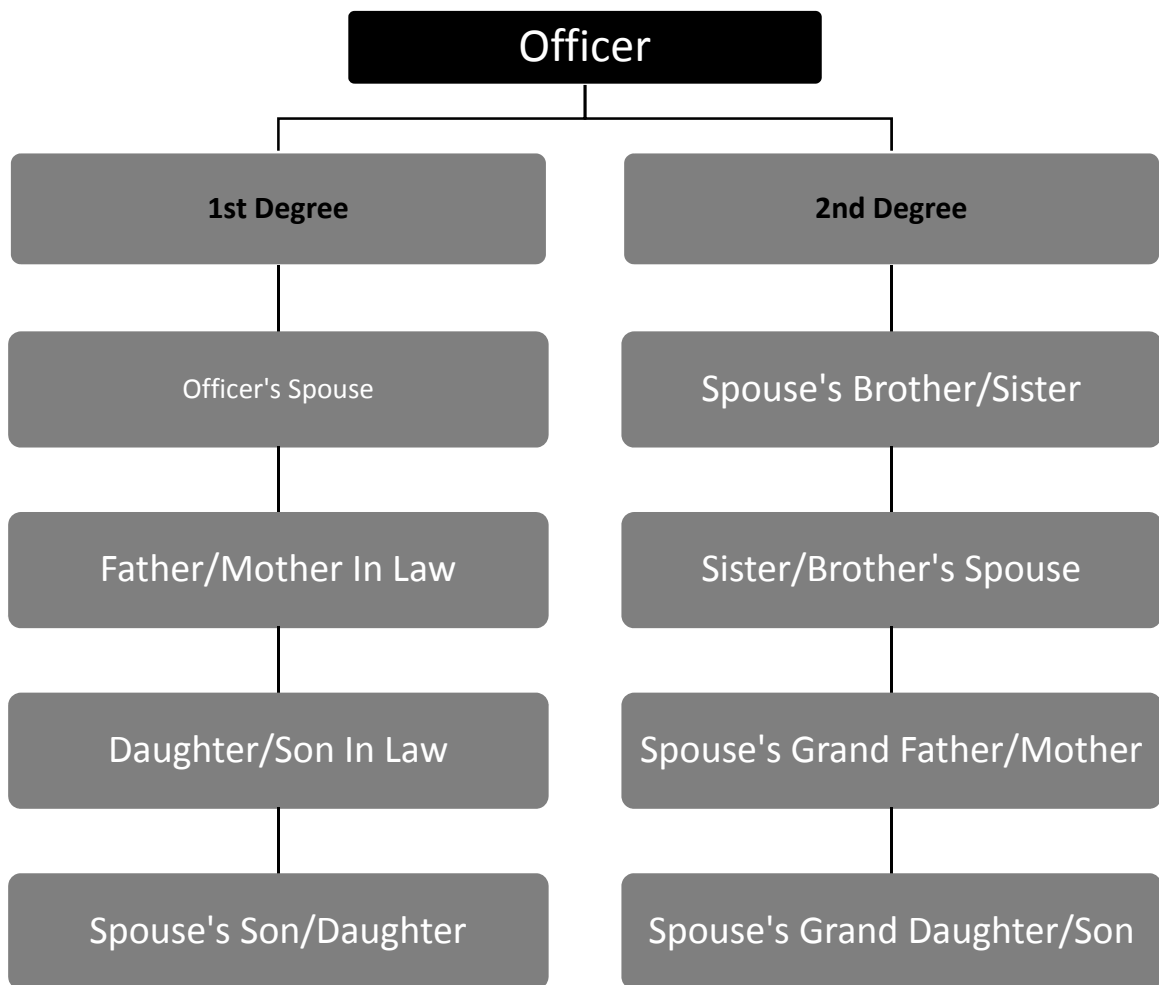 Officer
1st Degree
Officer's Spouse
Father/Mother In Law
Daughter/Son In Law
Spouse's Son/Daughter
2nd Degree
Spouse's Brother/Sister
Sister/Brother's Spouse
Spouse's Grand Father/Mother
Spouse's Grand Daughter/Son